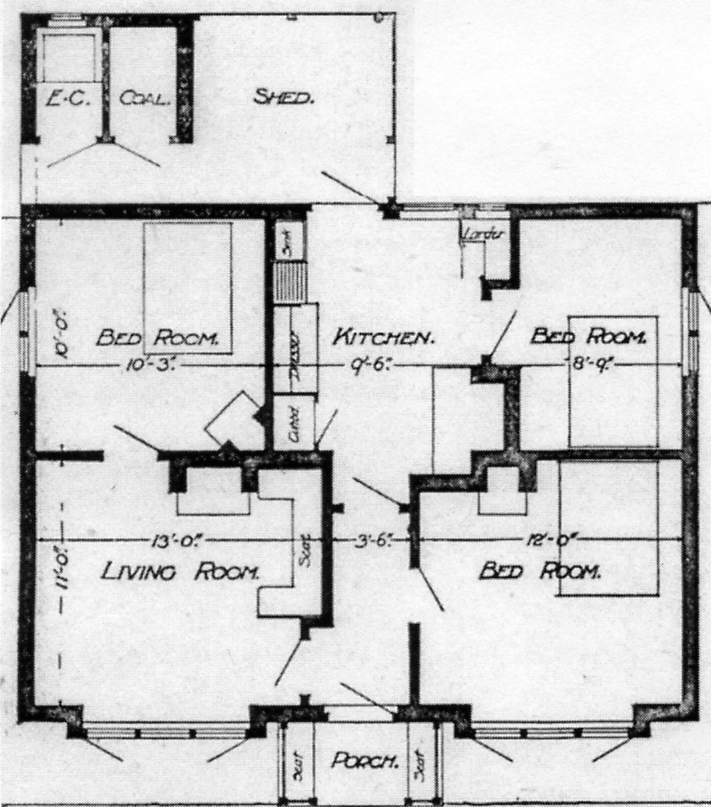 E.C.
COAL.
SHED.
Sink
Larder
10'-0"
BED ROOM.
10'-3"
DRESSER
KITCHEN.
9'-6"
BED ROOM.
8'-9"
Cupbd
13'-0"
3'-6"
12'-0"
11'-0"
LIVING ROOM.
Seat
BED ROOM.
Seat
PORCH.
Seat